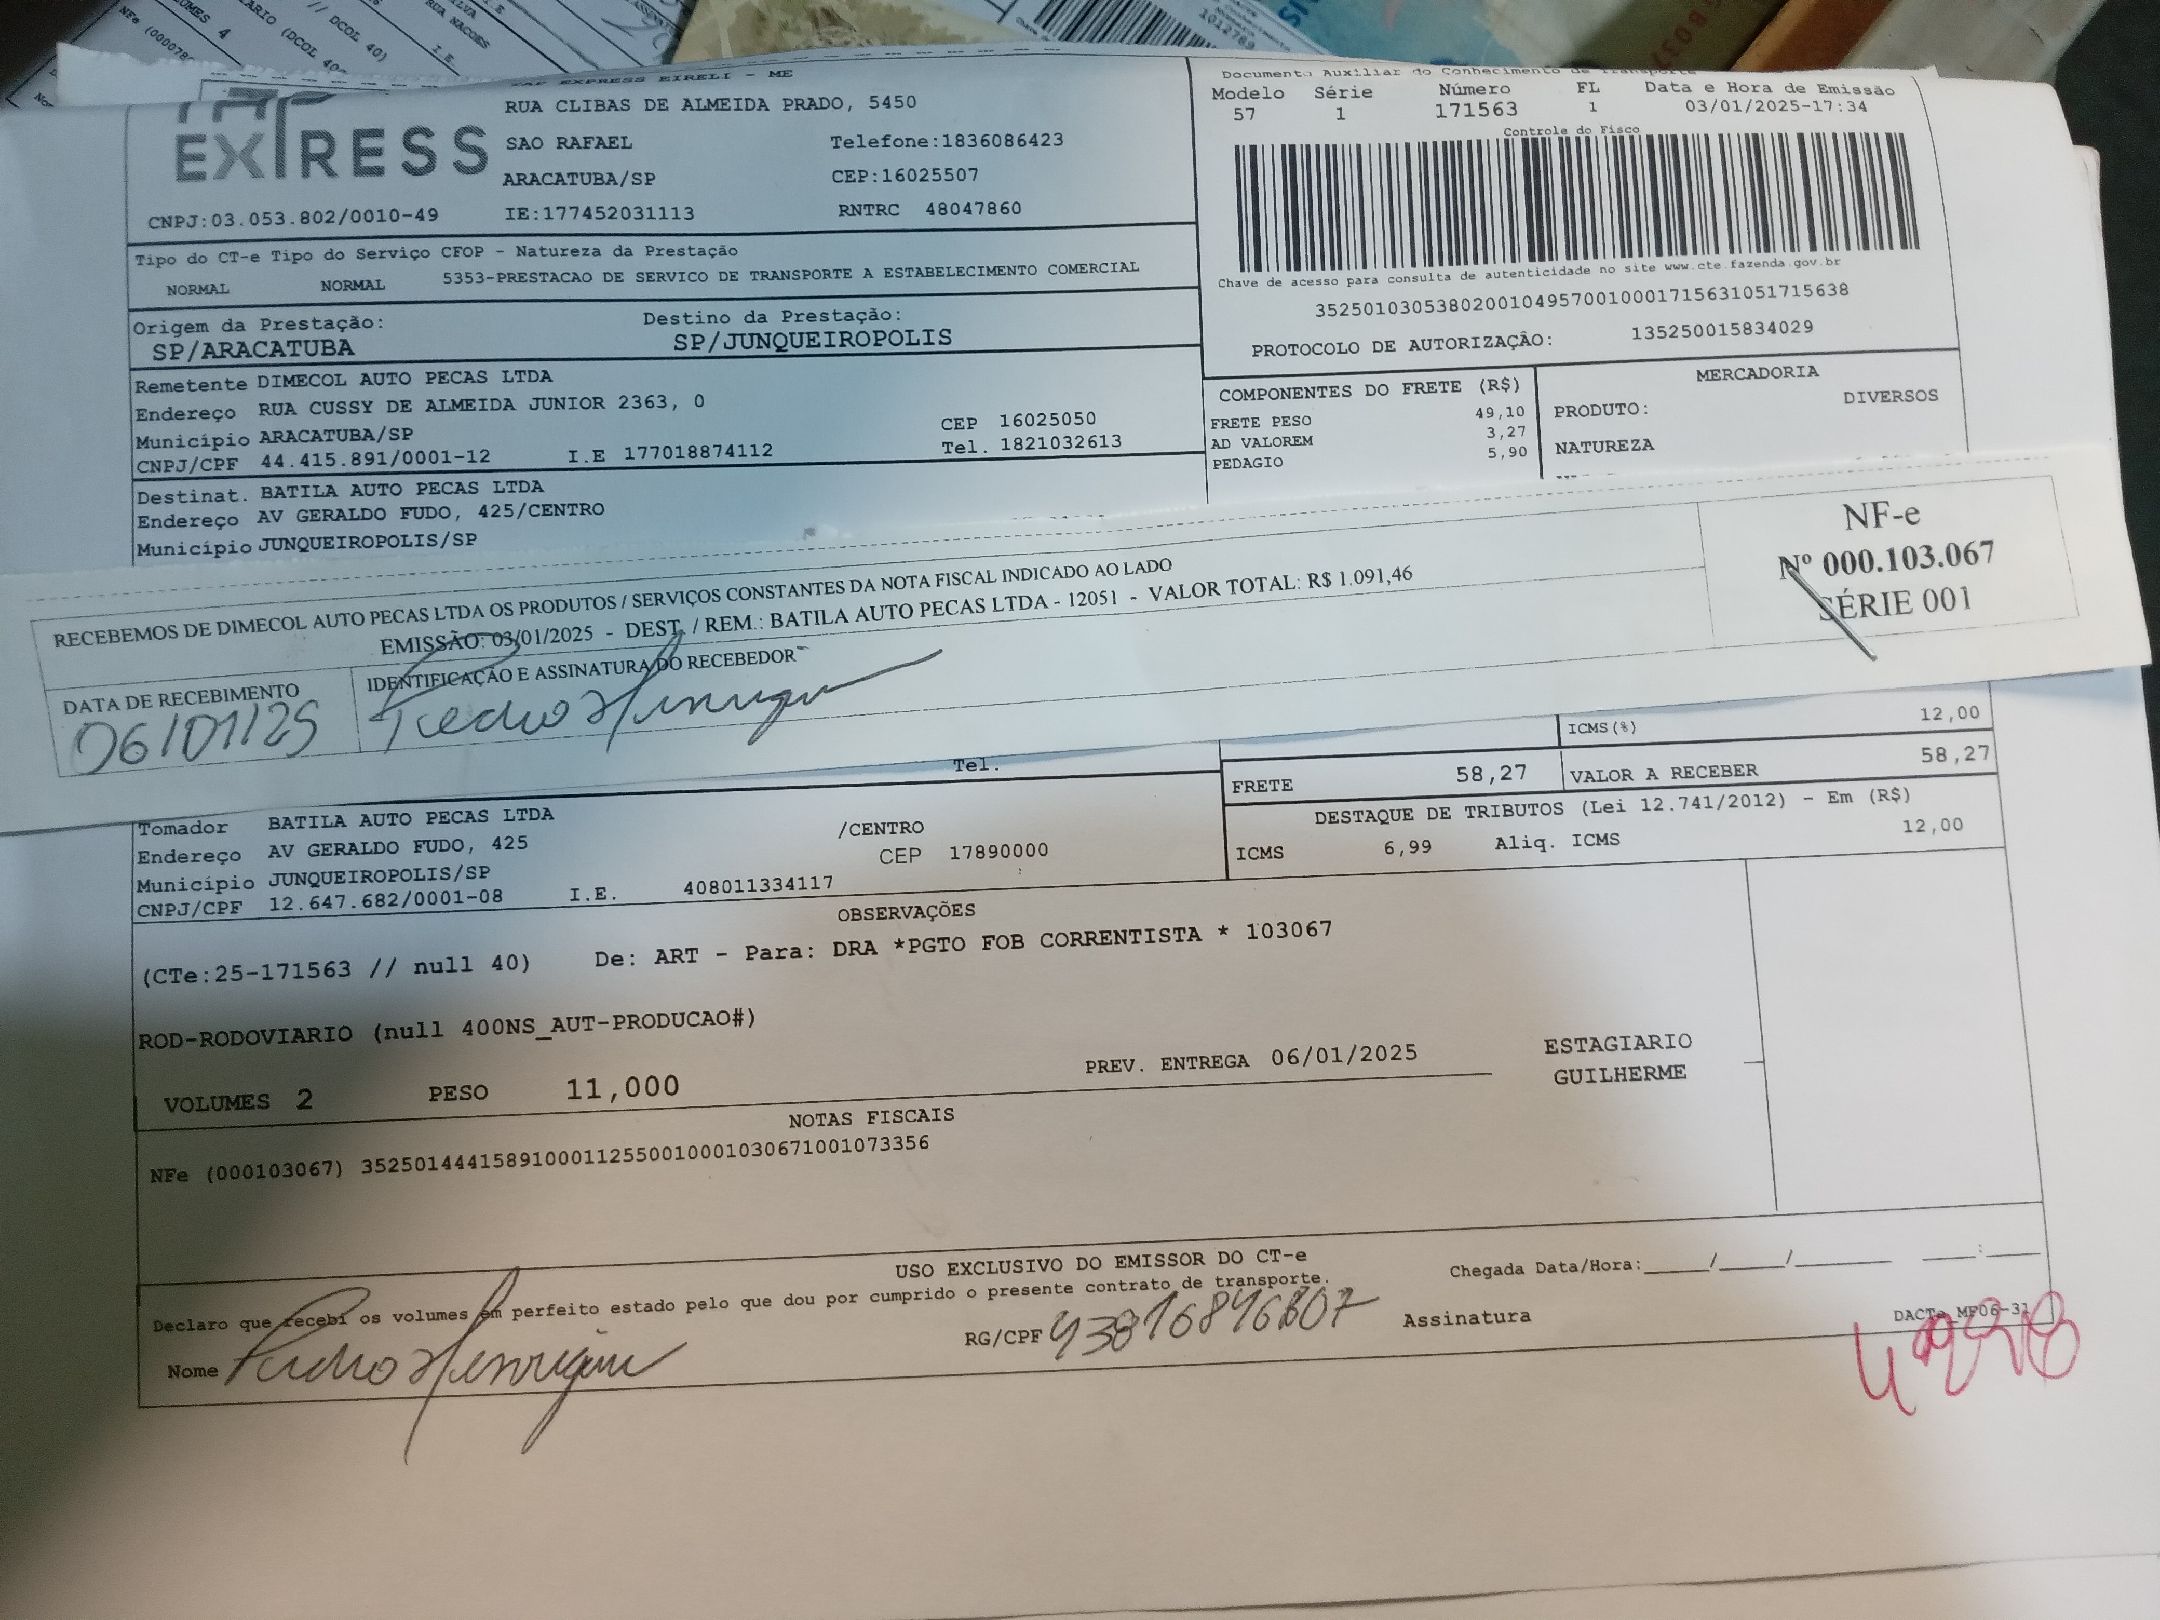 EXPRESS EIRELI - ME
EXPRESS
RUA CLIBAS DE ALMEIDA PRADO, 5450
SAO RAFAEL Telefone:1836086423
ARACATUBA/SP CEP:16025507
CNPJ:03.053.802/0010-49 IE:177452031113 RNTRC 48047860
Documento Auxiliar do Conhecimento de Transporte
Modelo Série Número FL Data e Hora de Emissão
57 1 171563 1 03/01/2025-17:34
Controle do Fisco
Chave de acesso para consulta de autenticidade no site www.cte.fazenda.gov.br
35250103053802001049570010001715631051715638
PROTOCOLO DE AUTORIZAÇÃO: 135250015834029
Tipo do CT-e Tipo do Serviço CFOP - Natureza da Prestação
NORMAL NORMAL 5353-PRESTACAO DE SERVICO DE TRANSPORTE A ESTABELECIMENTO COMERCIAL
Origem da Prestação: Destino da Prestação:
SP/ARACATUBA SP/JUNQUEIROPOLIS
Remetente DIMECOL AUTO PECAS LTDA
Endereço RUA CUSSY DE ALMEIDA JUNIOR 2363, 0
Município ARACATUBA/SP CEP 16025050
CNPJ/CPF 44.415.891/0001-12 I.E 177018874112 Tel. 1821032613
COMPONENTES DO FRETE (R$)
FRETE PESO 49,10
AD VALOREM 3,27
PEDAGIO 5,90
MERCADORIA
PRODUTO: DIVERSOS
NATUREZA
Destinat. BATILA AUTO PECAS LTDA
Endereço AV GERALDO FUDO, 425/CENTRO
Município JUNQUEIROPOLIS/SP
RECEBEMOS DE DIMECOL AUTO PECAS LTDA OS PRODUTOS / SERVIÇOS CONSTANTES DA NOTA FISCAL INDICADO AO LADO
EMISSÃO: 03/01/2025 - DEST. / REM.: BATILA AUTO PECAS LTDA - 12051 - VALOR TOTAL: R$ 1.091,46
DATA DE RECEBIMENTO IDENTIFICAÇÃO E ASSINATURA DO RECEBEDOR
06/01/25 Pedro Henrique
NF-e
Nº 000.103.067
SÉRIE 001
Tel.
ICMS(%) 12,00
FRETE 58,27 VALOR A RECEBER 58,27
DESTAQUE DE TRIBUTOS (Lei 12.741/2012) - Em (R$)
ICMS 6,99 Aliq. ICMS 12,00
Tomador BATILA AUTO PECAS LTDA
Endereço AV GERALDO FUDO, 425 /CENTRO
Município JUNQUEIROPOLIS/SP CEP 17890000
CNPJ/CPF 12.647.682/0001-08 I.E. 408011334117
OBSERVAÇÕES
(CTe:25-171563 // null 40) De: ART - Para: DRA *PGTO FOB CORRENTISTA * 103067
ROD-RODOVIARIO (null 400NS_AUT-PRODUCAO#)
VOLUMES 2 PESO 11,000 PREV. ENTREGA 06/01/2025
ESTAGIARIO
GUILHERME
NOTAS FISCAIS
NFe (000103067) 35250144415891000112550010001030671001073356
USO EXCLUSIVO DO EMISSOR DO CT-e
Declaro que recebi os volumes em perfeito estado pelo que dou por cumprido o presente contrato de transporte.
Chegada Data/Hora:_____/_____/_______ ____:____
Nome Pedro Henrique RG/CPF Assinatura